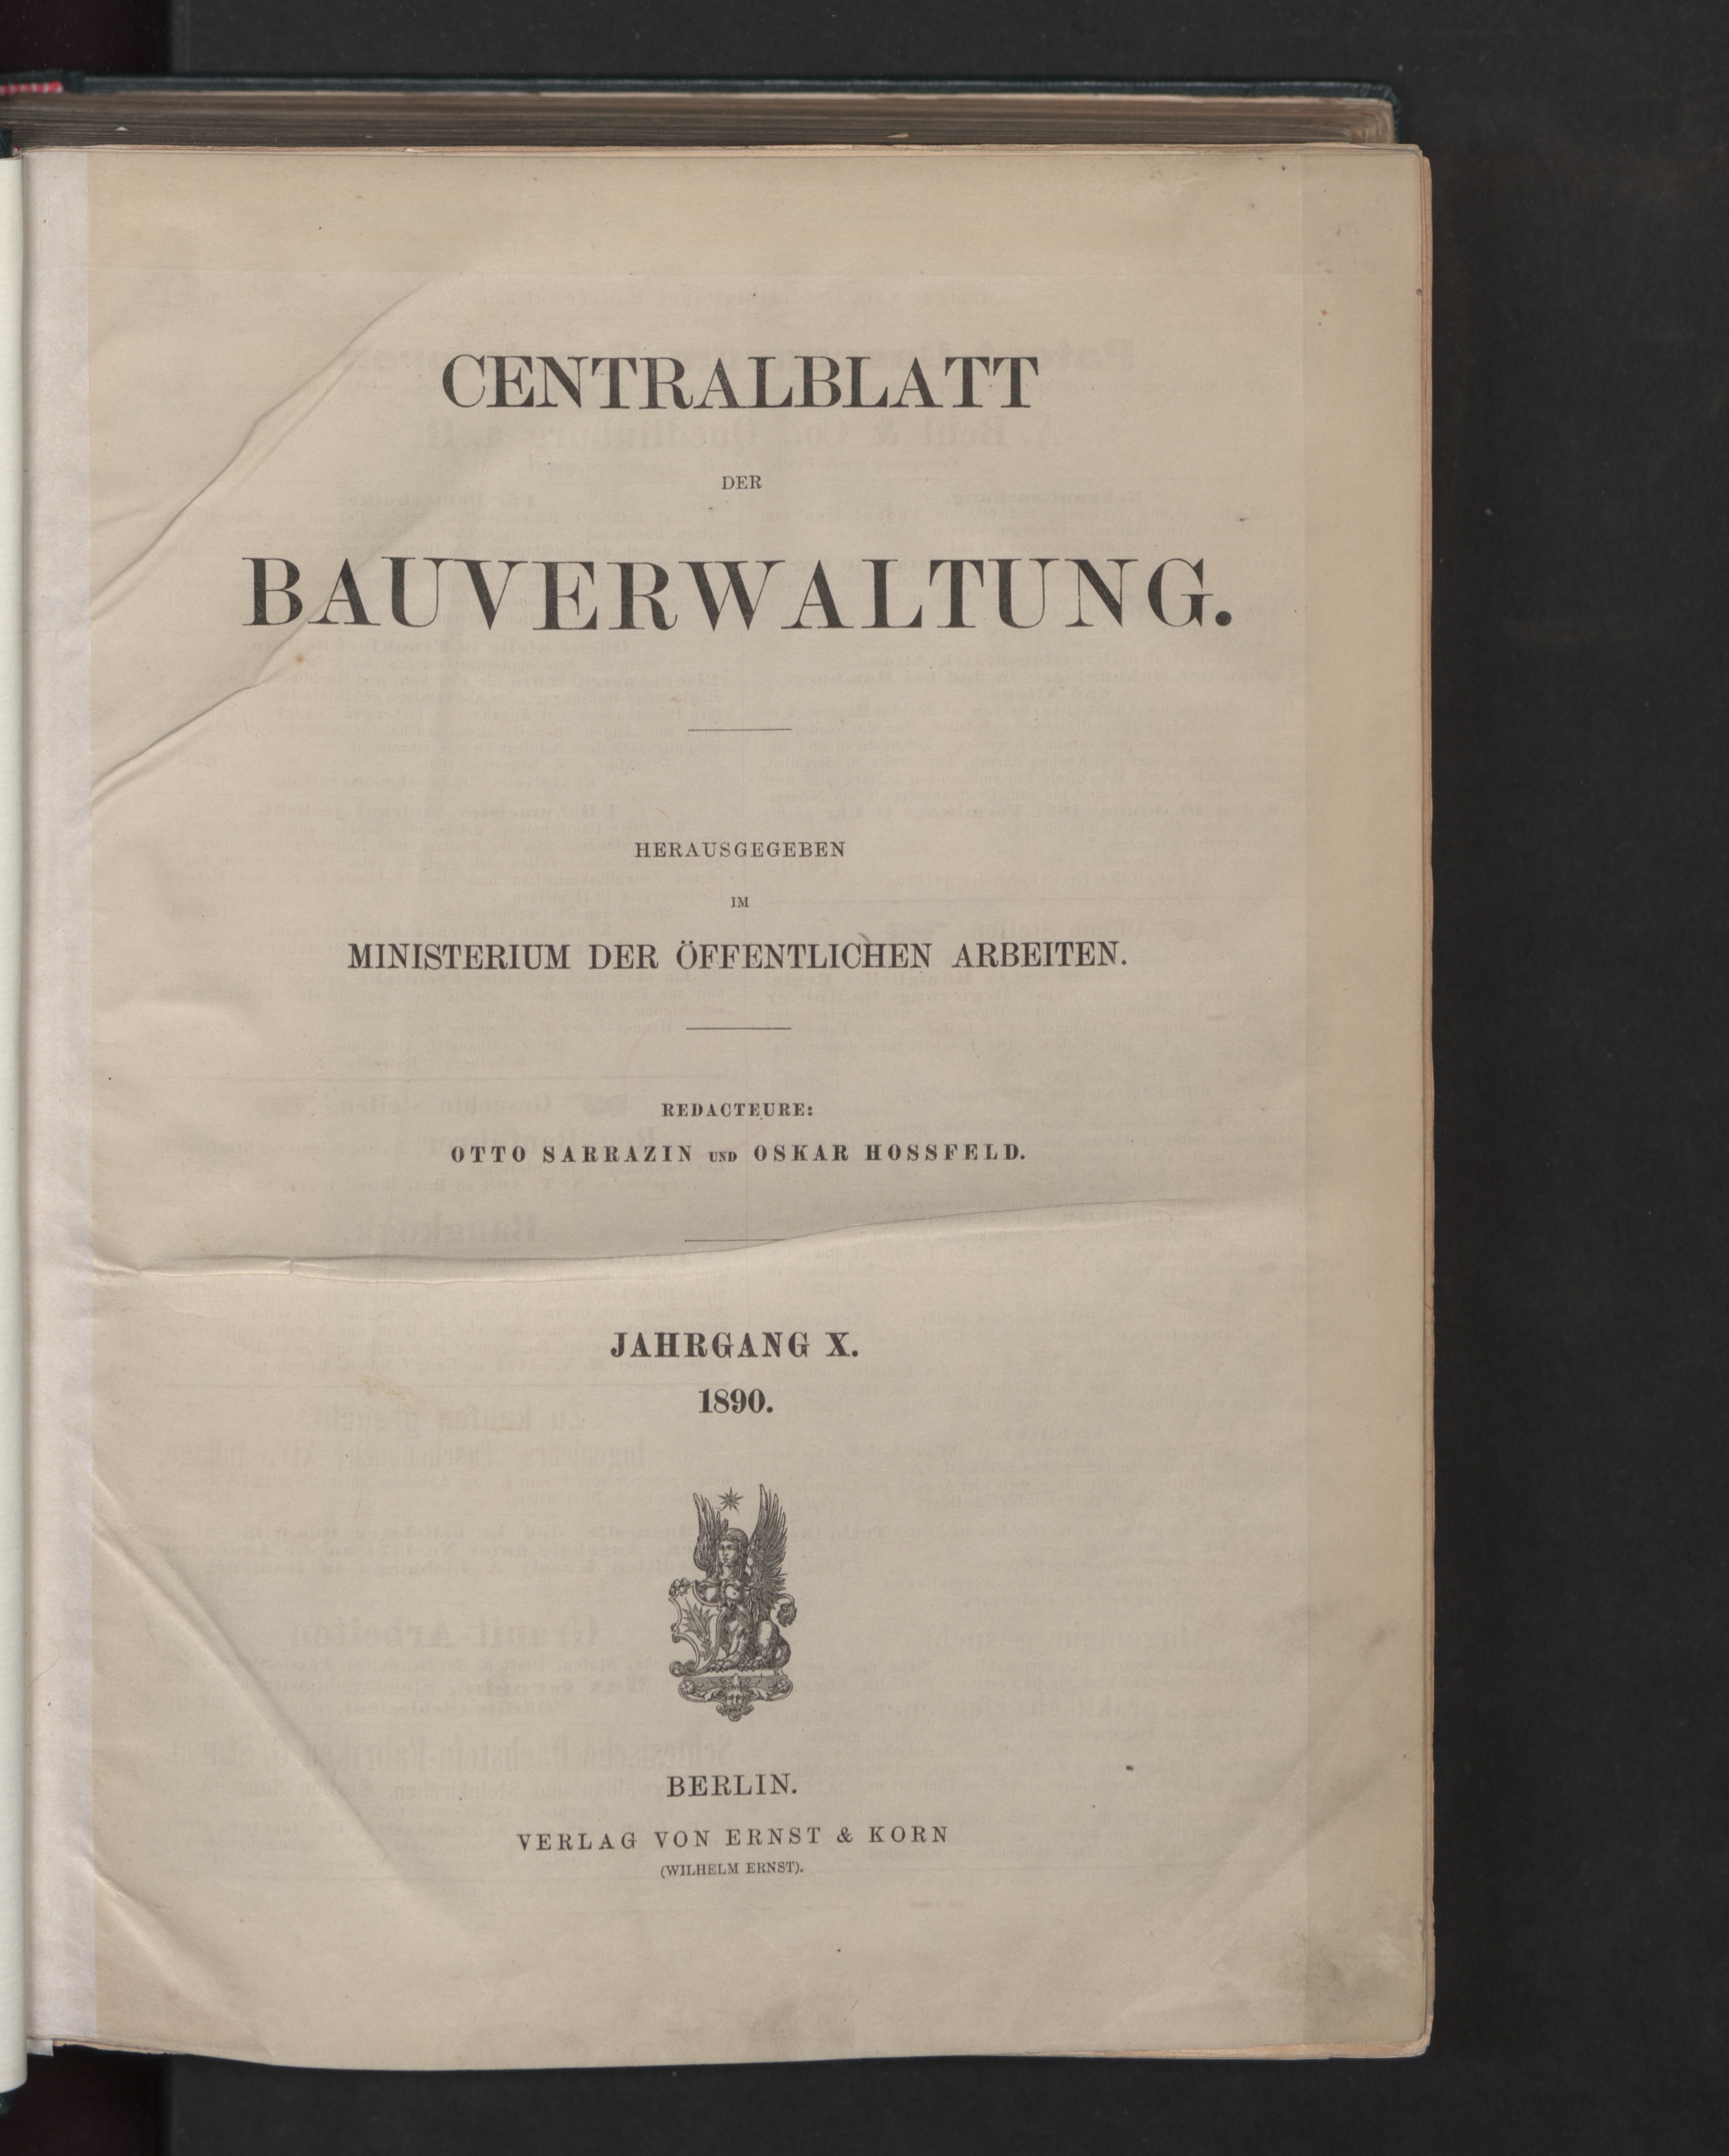 CENTRALBLATT
DER
BAUVERWALTUNG.
HERAUSGEGEBEN
IM
MINISTERIUM DER ÖFFENTLICHEN ARBEITEN.
REDACTEURE:
OTTO SARRAZIN UND OSKAR HOSSFELD.
JAHRGANG X.
1890.
BERLIN.
VERLAG VON ERNST & KORN
(WILHELM ERNST).